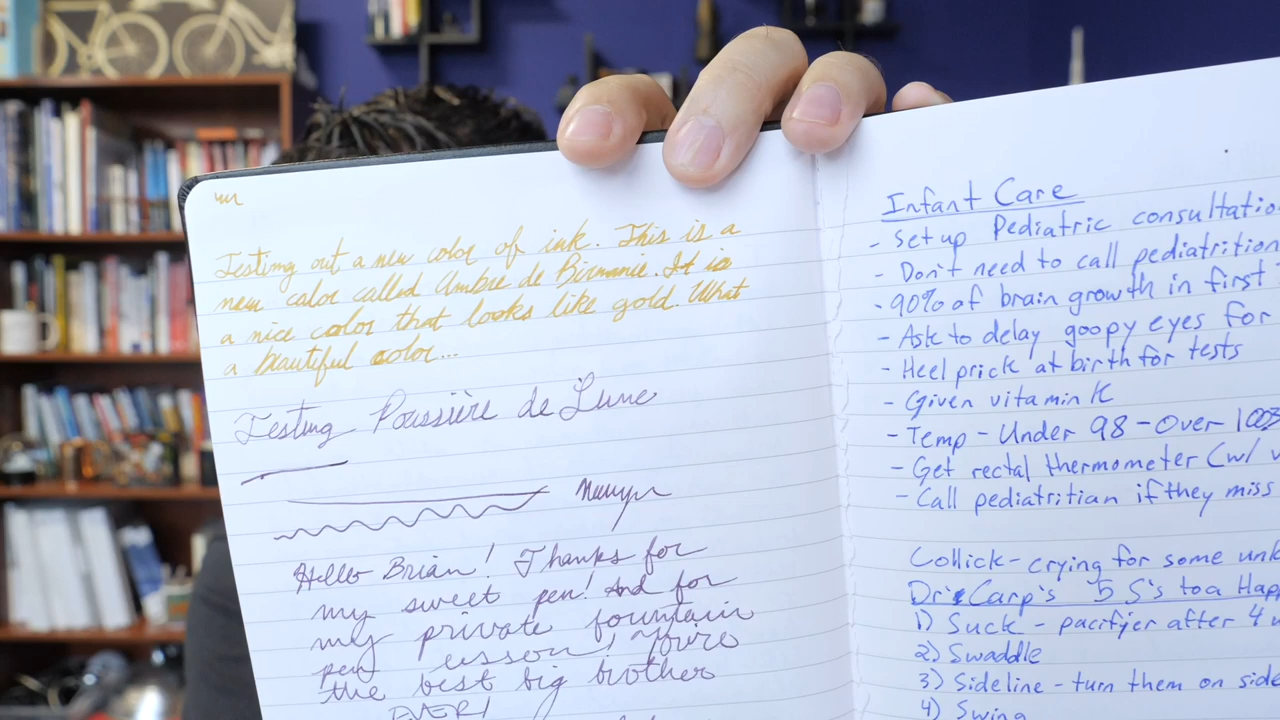 Testing out a new color of ink. This is a
new color called Ambre de Birmanie. It is
a nice color that looks like gold. What
a beautiful color...
Testing Poussière de Lune
Hello Brian! Thanks for
my sweet pen! And for
my private fountain
pen lesson! You're
the best big brother
EVER!
Infant Care
- Set up Pediatric consultatio
- Don't need to call pediatrition
- 90% of brain growth in first
- Ask to delay goopy eyes for
- Heel prick at birth for tests
- Given vitamin K
- Temp - Under 98 - Over 100
- Get rectal thermometer (w/
- Call pediatritian if they miss
Collick - crying for some unk
Dr. Carp's 5 S's to a Hap
1) Suck - pacifier after 4 w
2) Swaddle
3) Sideline - turn them on side
4) Swing